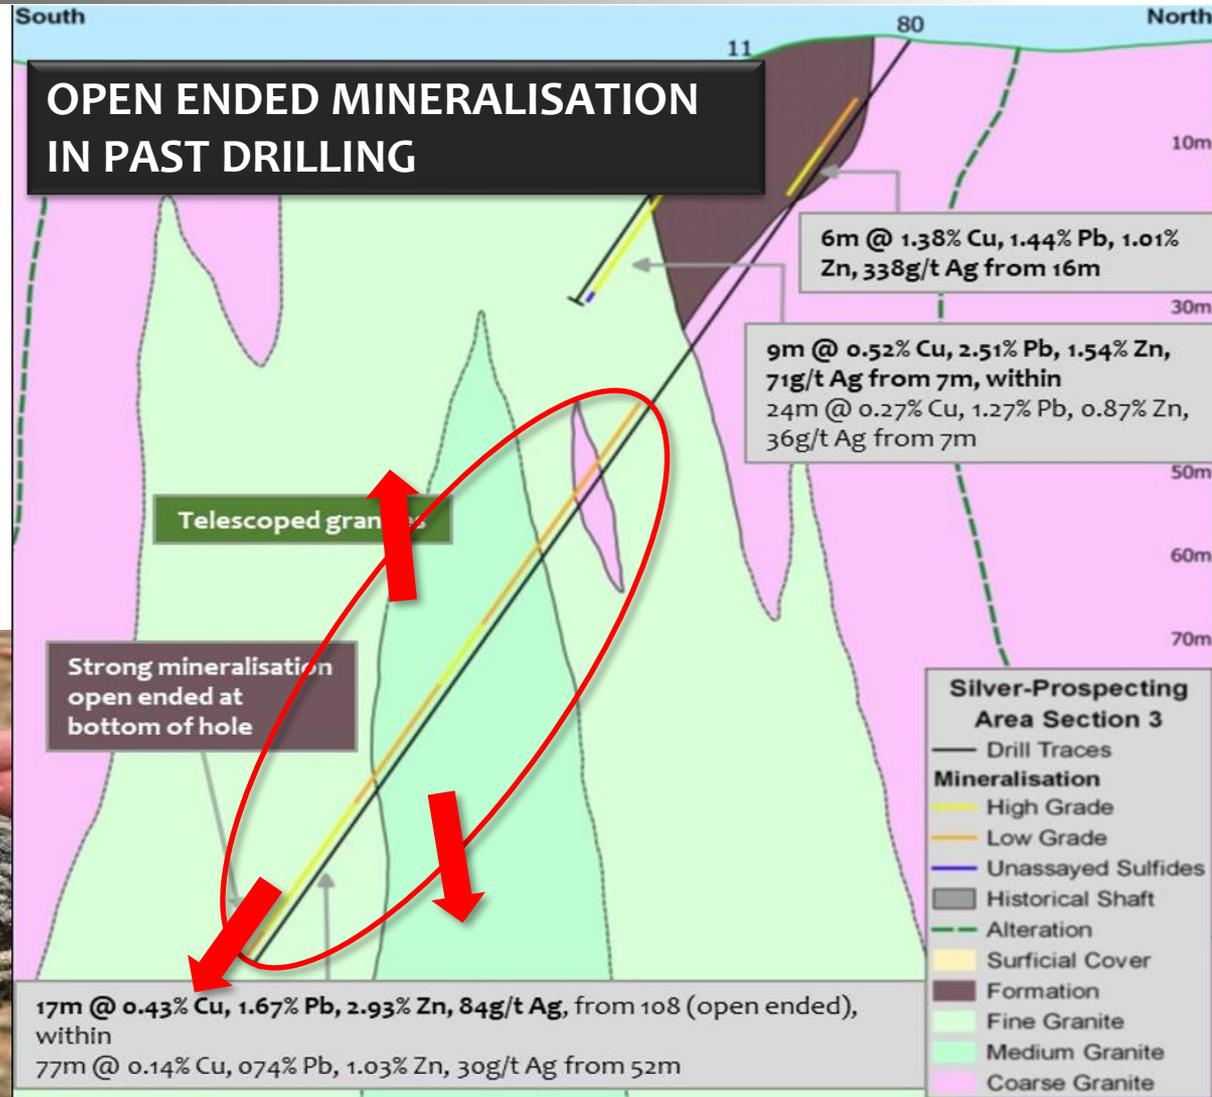 South
80
North
11
OPEN ENDED MINERALISATION
IN PAST DRILLING
10m
6m @ 1.38% Cu, 1.44% Pb, 1.01%
Zn, 338g/t Ag from 16m
30m
9m @ 0.52% Cu, 2.51% Pb, 1.54% Zn,
71g/t Ag from 7m, within
24m @ 0.27% Cu, 1.27% Pb, 0.87% Zn,
36g/t Ag from 7m
50m
Telescoped
60m
70m
Strong mineralisation
open ended at
bottom of hole
Silver-Prospecting
Area Section 3
Drill Traces
Mineralisation
High Grade
Low Grade
Unassayed Sulfides
Historical Shaft
Alteration
Surficial Cover
Formation
Fine Granite
Medium Granite
Coarse Granite
17m @ 0.43% Cu, 1.67% Pb, 2.93% Zn, 84g/t Ag, from 108 (open ended),
within
77m @ 0.14% Cu, 074% Pb, 1.03% Zn, 30g/t Ag from 52m